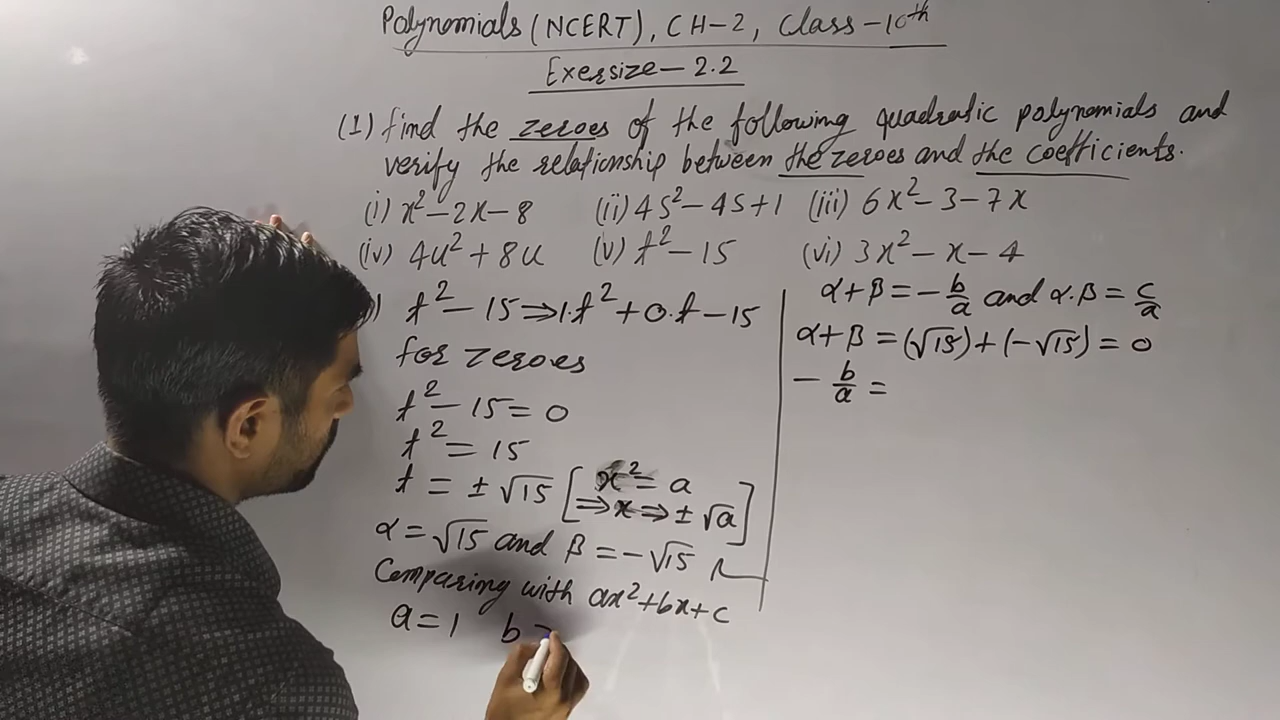 Polynomials (NCERT), CH-2, Class-10th
Exersize-2.2
(1) find the zeroes of the following quadratic polynomials and
verify the relationship between the zeroes and the coefficients.
(i) x²-2x-8 (ii) 4s²-4s+1 (iii) 6x²-3-7x
(iv) 4u²+8u (v) t²-15 (vi) 3x²-x-4
) t²-15⇒1.t²+0.t-15
for zeroes
t²-15=0
t²=15
t=±√15 [x²=a
⇒x⇒±√a]
α=√15 and β=-√15
Comparing with ax²+bx+c
a=1 b=
α+β=-b/a and α.β=c/a
α+β=(√15)+(-√15)=0
-b/a=